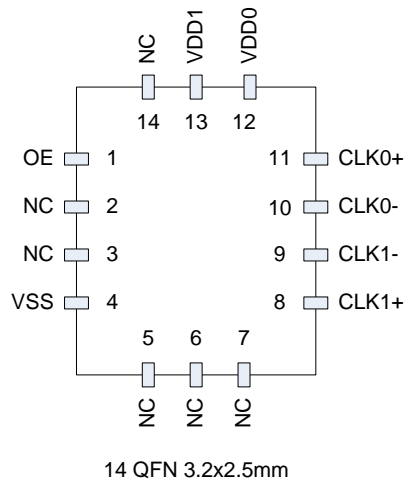 NC VDD1 VDD0
14 13 12
OE 1 11 CLK0+
NC 2 10 CLK0-
NC 3 9 CLK1-
VSS 4 8 CLK1+
5 6 7
NC NC NC
14 QFN 3.2x2.5mm